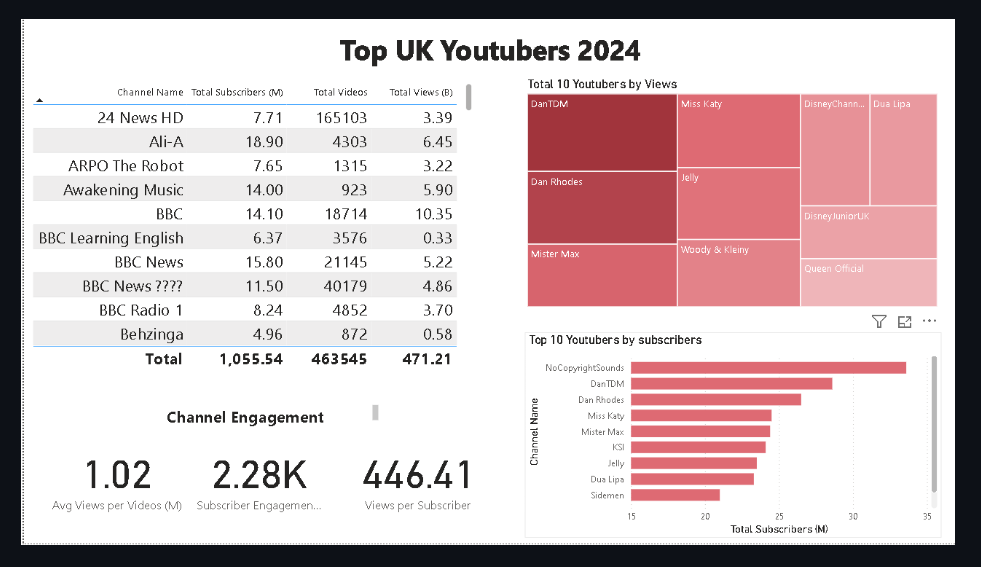 Top UK Youtubers 2024
Channel Name Total Subscribers (M) Total Videos Total Views (B)
24 News HD 7.71 165103 3.39
Ali-A 18.90 4303 6.45
ARPO The Robot 7.65 1315 3.22
Awakening Music 14.00 923 5.90
BBC 14.10 18714 10.35
BBC Learning English 6.37 3576 0.33
BBC News 15.80 21145 5.22
BBC News ???? 11.50 40179 4.86
BBC Radio 1 8.24 4852 3.70
Behzinga 4.96 872 0.58
Total 1,055.54 463545 471.21
Channel Engagement
1.02 2.28K 446.41
Avg Views per Videos (M) Subscriber Engagemen... Views per Subscriber
Total 10 Youtubers by Views
DanTDM
Dan Rhodes
Mister Max
Miss Katy
Jelly
Woody & Kleiny
DisneyChann...
Dua Lipa
DisneyJuniorUK
Queen Official
Top 10 Youtubers by subscribers
Channel Name
NoCopyrightSounds
DanTDM
Dan Rhodes
Miss Katy
Mister Max
KSI
Jelly
Dua Lipa
Sidemen
15 20 25 30 35
Total Subscribers (M)